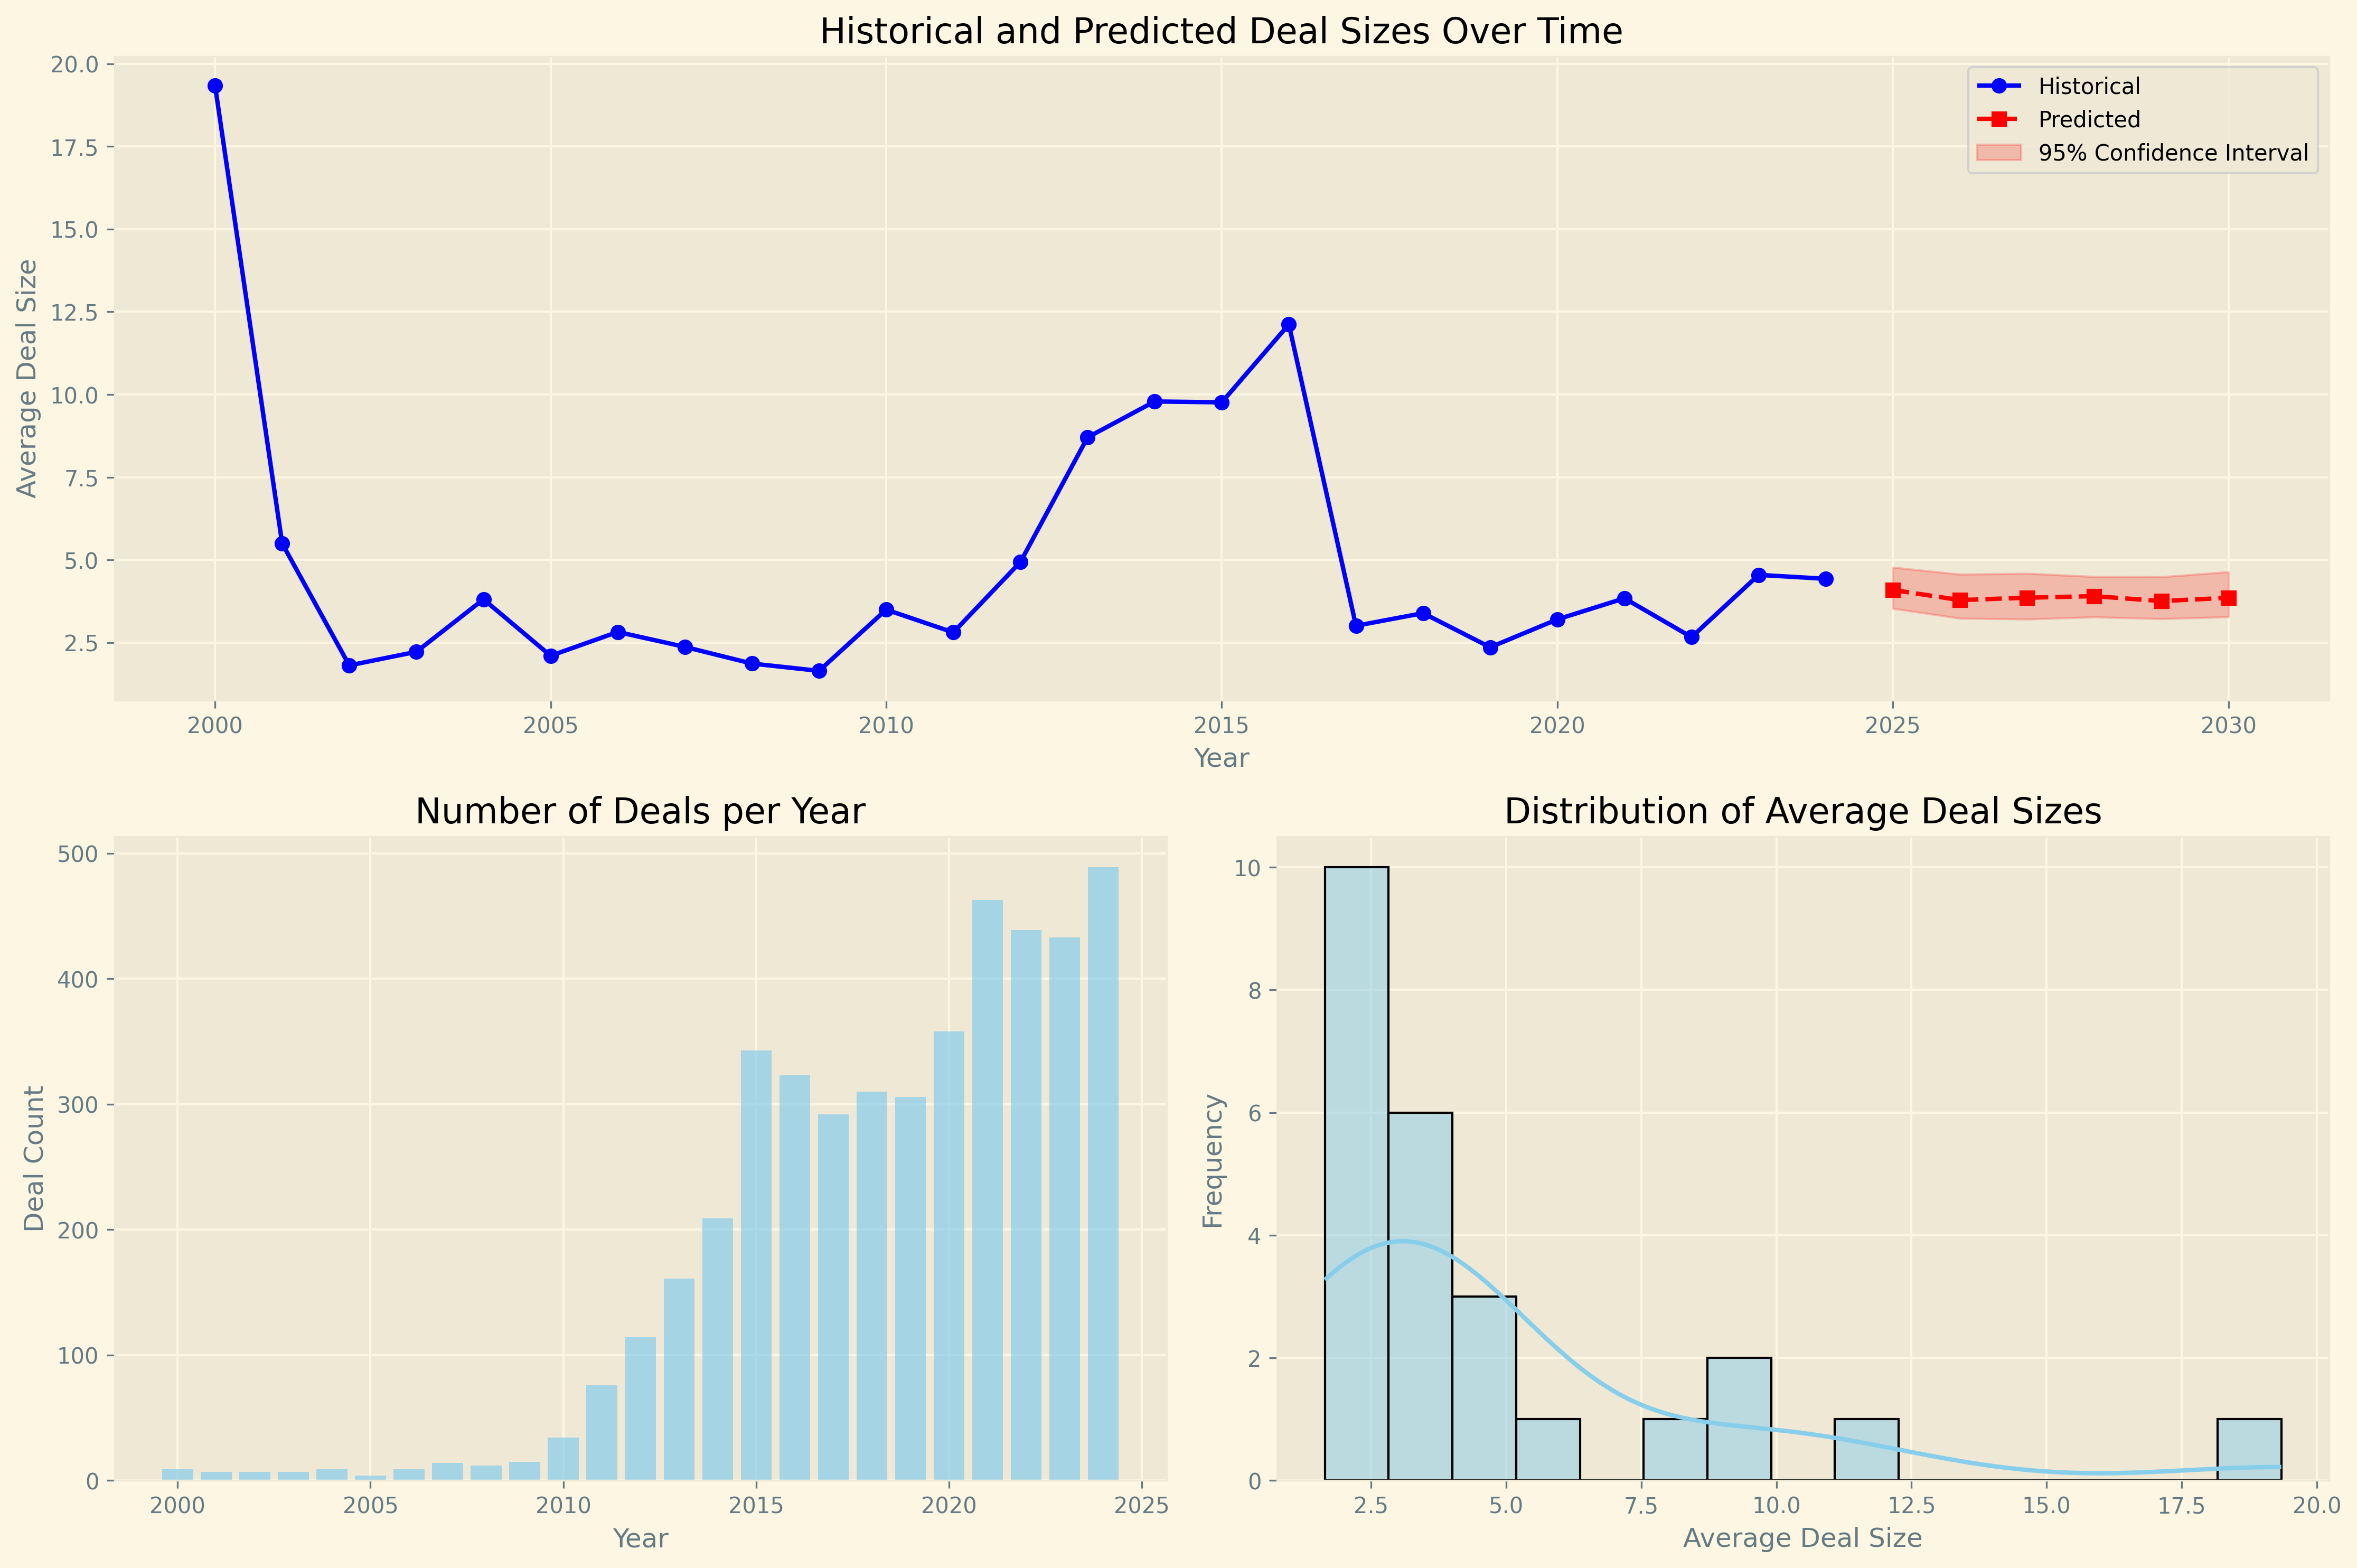 Historical and Predicted Deal Sizes Over Time
20.0
17.5
15.0
12.5
10.0
7.5
5.0
2.5
Average Deal Size
Historical
Predicted
95% Confidence Interval
2000 2005 2010 2015 2020 2025 2030
Year
Number of Deals per Year
500
400
300
200
100
0
Deal Count
2000 2005 2010 2015 2020 2025
Year
Distribution of Average Deal Sizes
10
8
6
4
2
0
Frequency
2.5 5.0 7.5 10.0 12.5 15.0 17.5 20.0
Average Deal Size